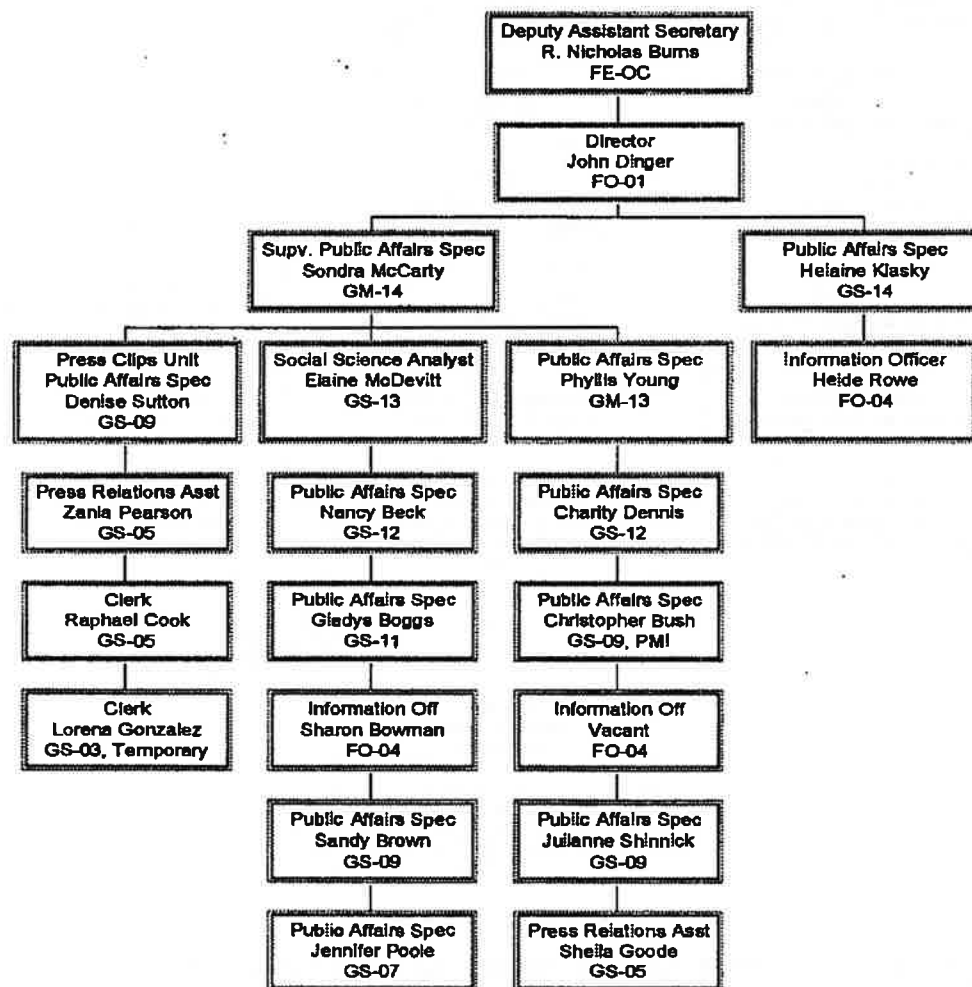 Deputy Assistant Secretary
R. Nicholas Burns
FE-OC
Director
John Dinger
FO-01
Supv. Public Affairs Spec
Sondra McCarty
GM-14
Public Affairs Spec
Helaine Klasky
GS-14
Press Clips Unit
Public Affairs Spec
Denise Sutton
GS-09
Social Science Analyst
Elaine McDevitt
GS-13
Public Affairs Spec
Phyllis Young
GM-13
Information Officer
Heide Rowe
FO-04
Press Relations Asst
Zania Pearson
GS-05
Public Affairs Spec
Nancy Beck
GS-12
Public Affairs Spec
Charity Dennis
GS-12
Clerk
Raphael Cook
GS-05
Public Affairs Spec
Gladys Boggs
GS-11
Public Affairs Spec
Christopher Bush
GS-09, PMI
Clerk
Lorena Gonzalez
GS-03, Temporary
Information Off
Sharon Bowman
FO-04
Information Off
Vacant
FO-04
Public Affairs Spec
Sandy Brown
GS-09
Public Affairs Spec
Julianne Shinnick
GS-09
Public Affairs Spec
Jennifer Poole
GS-07
Press Relations Asst
Sheila Goode
GS-05